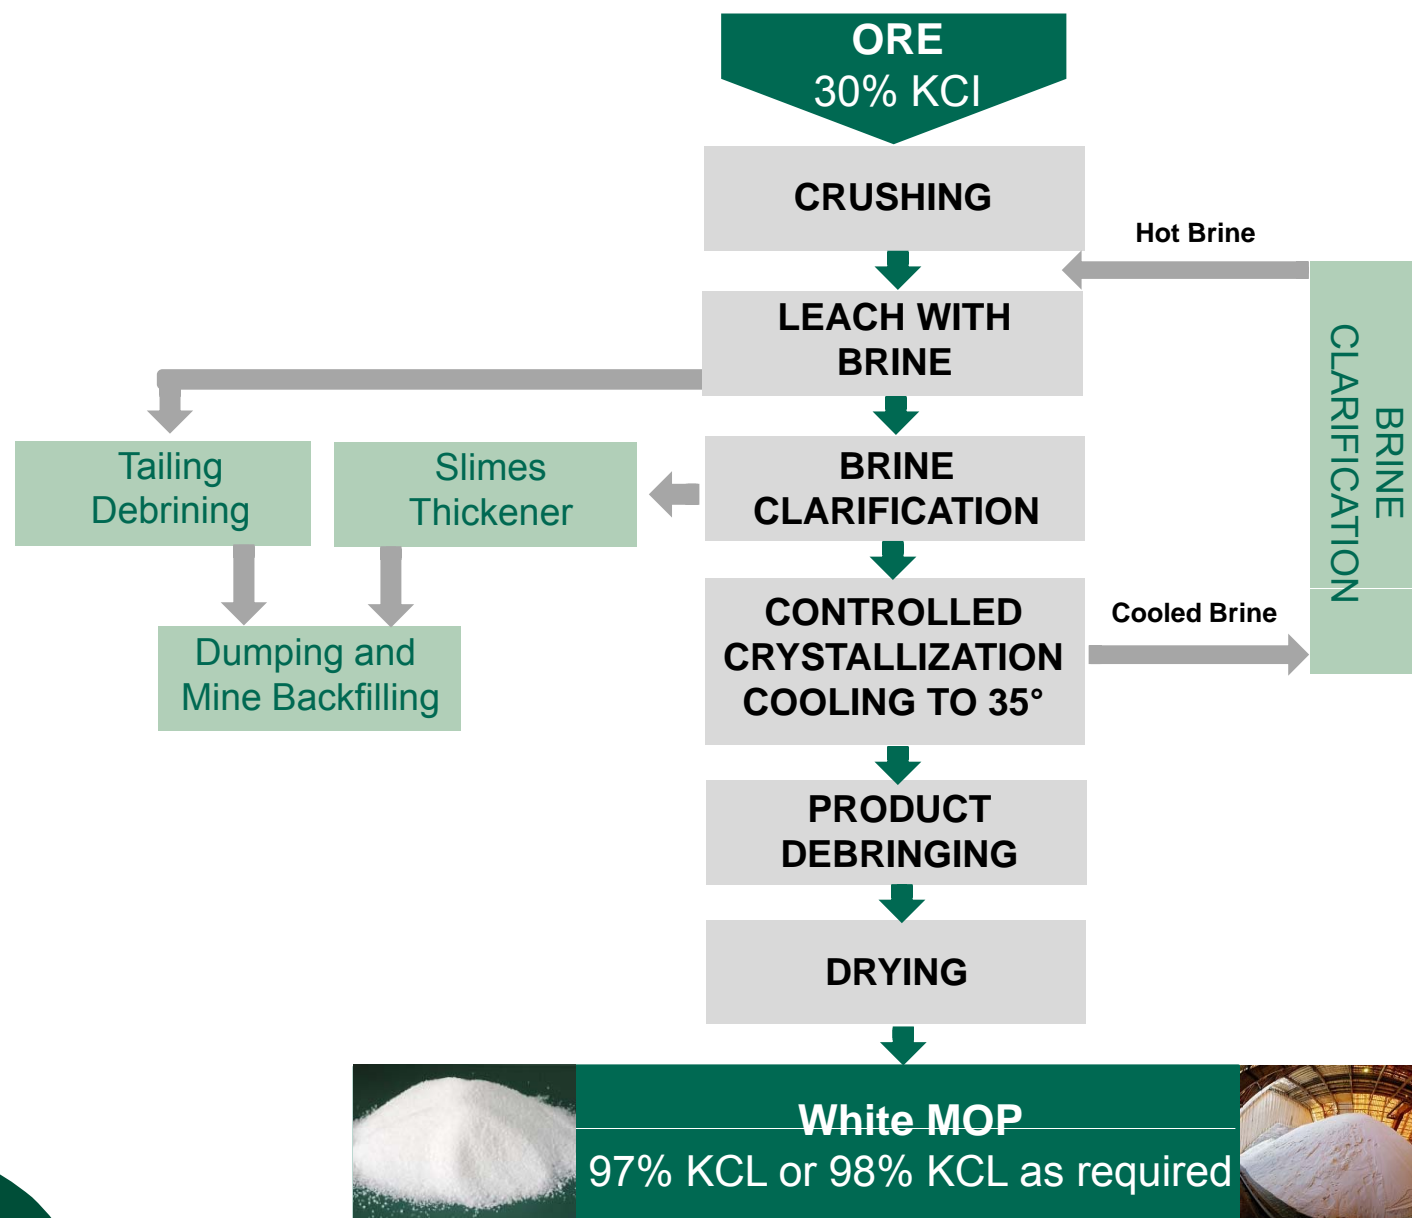 ORE
30% KCl
CRUSHING
Hot Brine
LEACH WITH
BRINE
BRINE
CLARIFICATION
Tailing
Debrining
Slimes
Thickener
BRINE
CLARIFICATION
CONTROLLED
CRYSTALLIZATION
COOLING TO 35°
Cooled Brine
Dumping and
Mine Backfilling
PRODUCT
DEBRINGING
DRYING
White MOP
97% KCL or 98% KCL as required